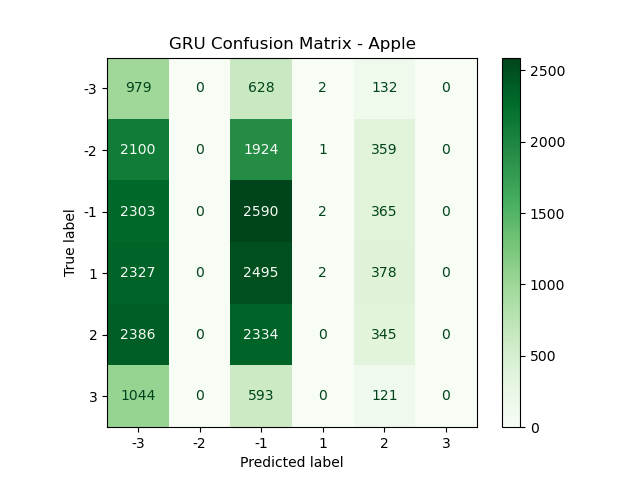 GRU Confusion Matrix - Apple
-3 979 0 628 2 132 0
-2 2100 0 1924 1 359 0
-1 2303 0 2590 2 365 0
1 2327 0 2495 2 378 0
2 2386 0 2334 0 345 0
3 1044 0 593 0 121 0
-3 -2 -1 1 2 3
Predicted label
True label
2500
2000
1500
1000
500
0